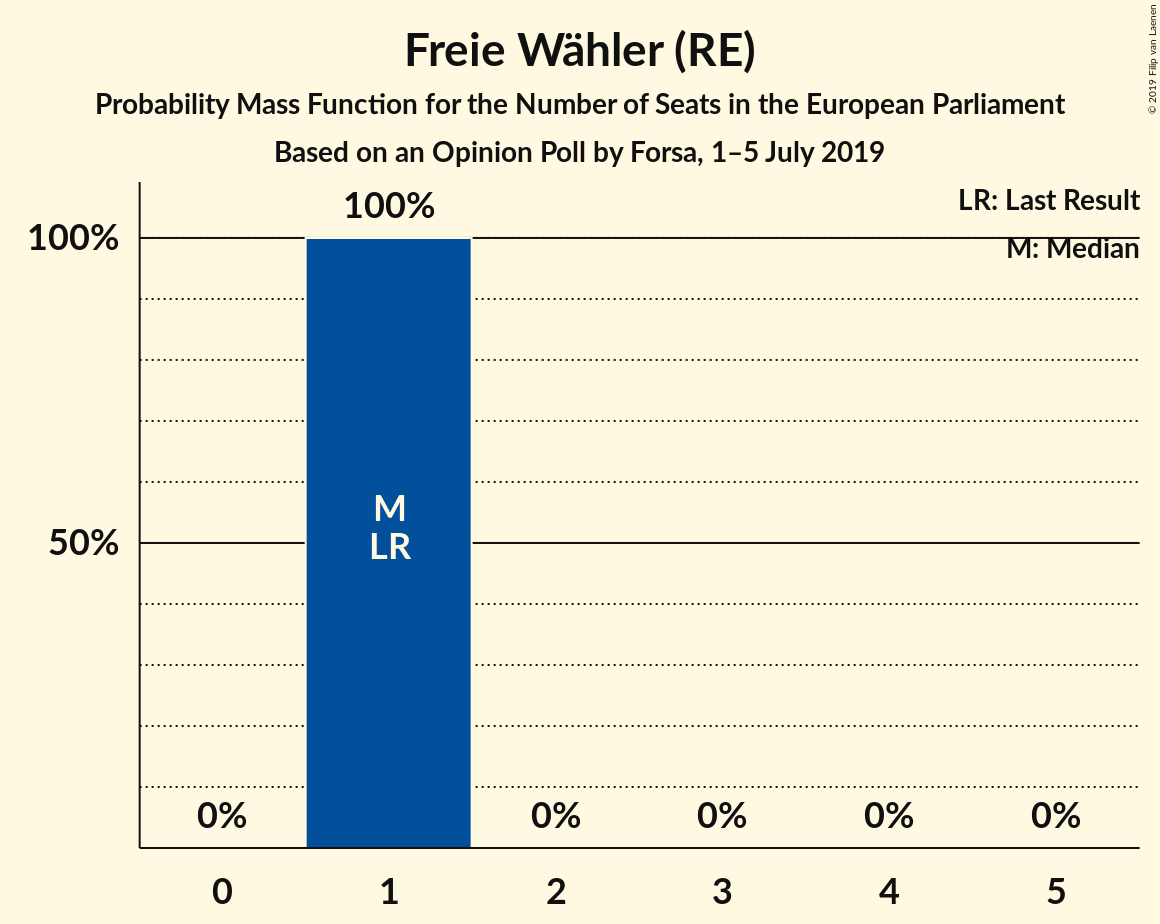 Freie Wähler (RE)
Probability Mass Function for the Number of Seats in the European Parliament
Based on an Opinion Poll by Forsa, 1–5 July 2019
© 2019 Filip van Laenen
LR: Last Result
M: Median
100%
100%
50%
M
LR
0%
0%
0%
0%
0%
0
1
2
3
4
5